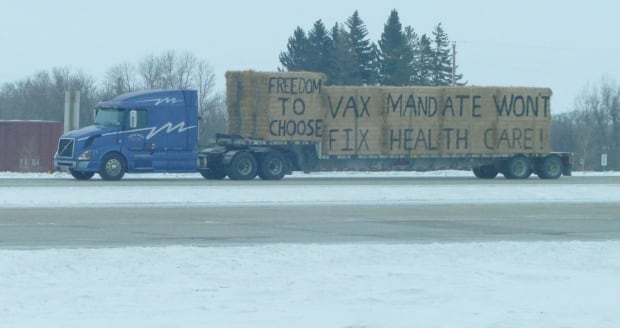 FREEDOM
TO
CHOOSE
VAX MANDATE WONT
FIX HEALTH CARE!